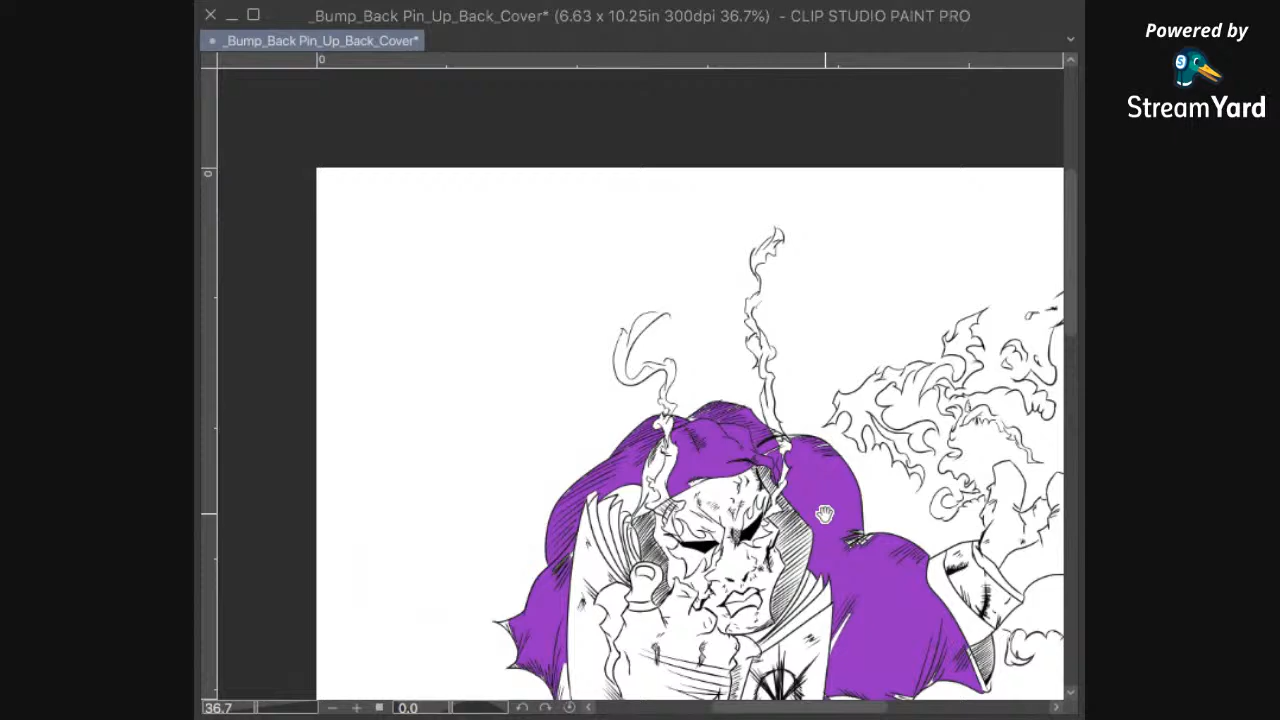 _Bump_Back Pin_Up_Back_Cover* (6.63 x 10.25in 300dpi 36.7%) - CLIP STUDIO PAINT PRO
_Bump_Back Pin_Up_Back_Cover*
0
0
36.7
0.0
Powered by
S
StreamYard